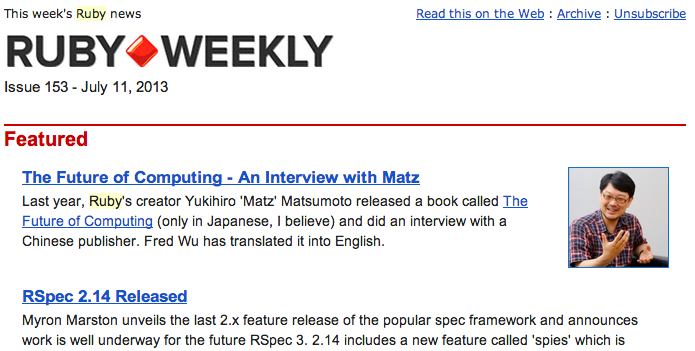 This week's Ruby news
Read this on the Web : Archive : Unsubscribe
RUBY WEEKLY
Issue 153 - July 11, 2013
Featured
The Future of Computing - An Interview with Matz
Last year, Ruby's creator Yukihiro 'Matz' Matsumoto released a book called The
Future of Computing (only in Japanese, I believe) and did an interview with a
Chinese publisher. Fred Wu has translated it into English.
RSpec 2.14 Released
Myron Marston unveils the last 2.x feature release of the popular spec framework and announces
work is well underway for the future RSpec 3. 2.14 includes a new feature called 'spies' which is